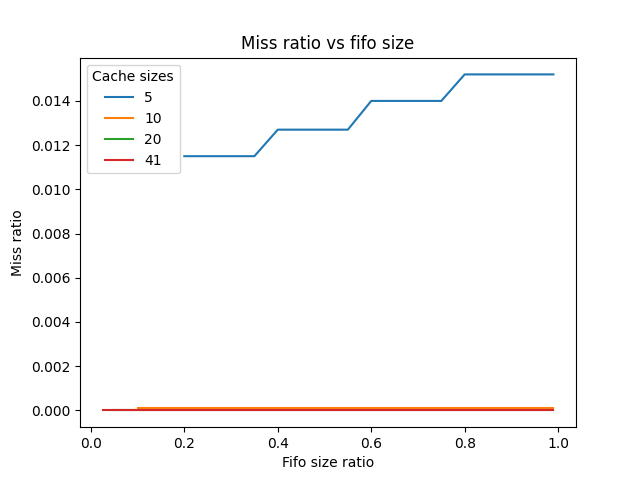 Miss ratio vs fifo size
Cache sizes
5
10
20
41
Miss ratio
0.014
0.012
0.010
0.008
0.006
0.004
0.002
0.000
0.0 0.2 0.4 0.6 0.8 1.0
Fifo size ratio